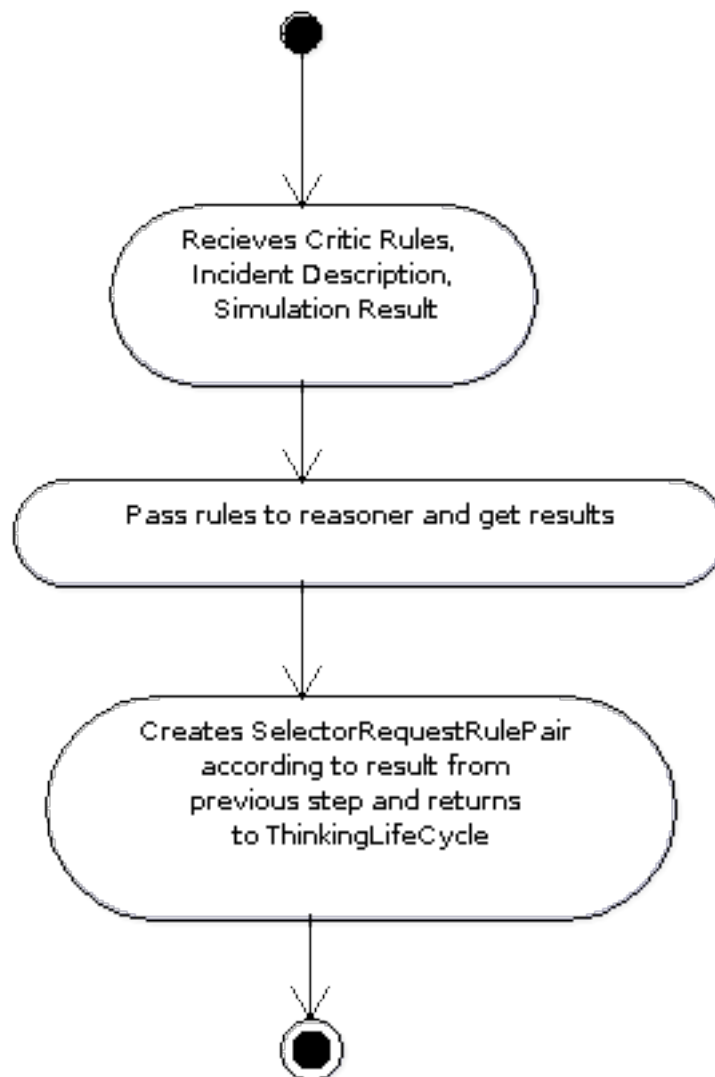 Recieves Critic Rules,
Incident Description,
Simulation Result
Pass rules to reasoner and get results
Creates SelectorRequestRulePair
according to result from
previous step and returns
to ThinkingLifeCycle